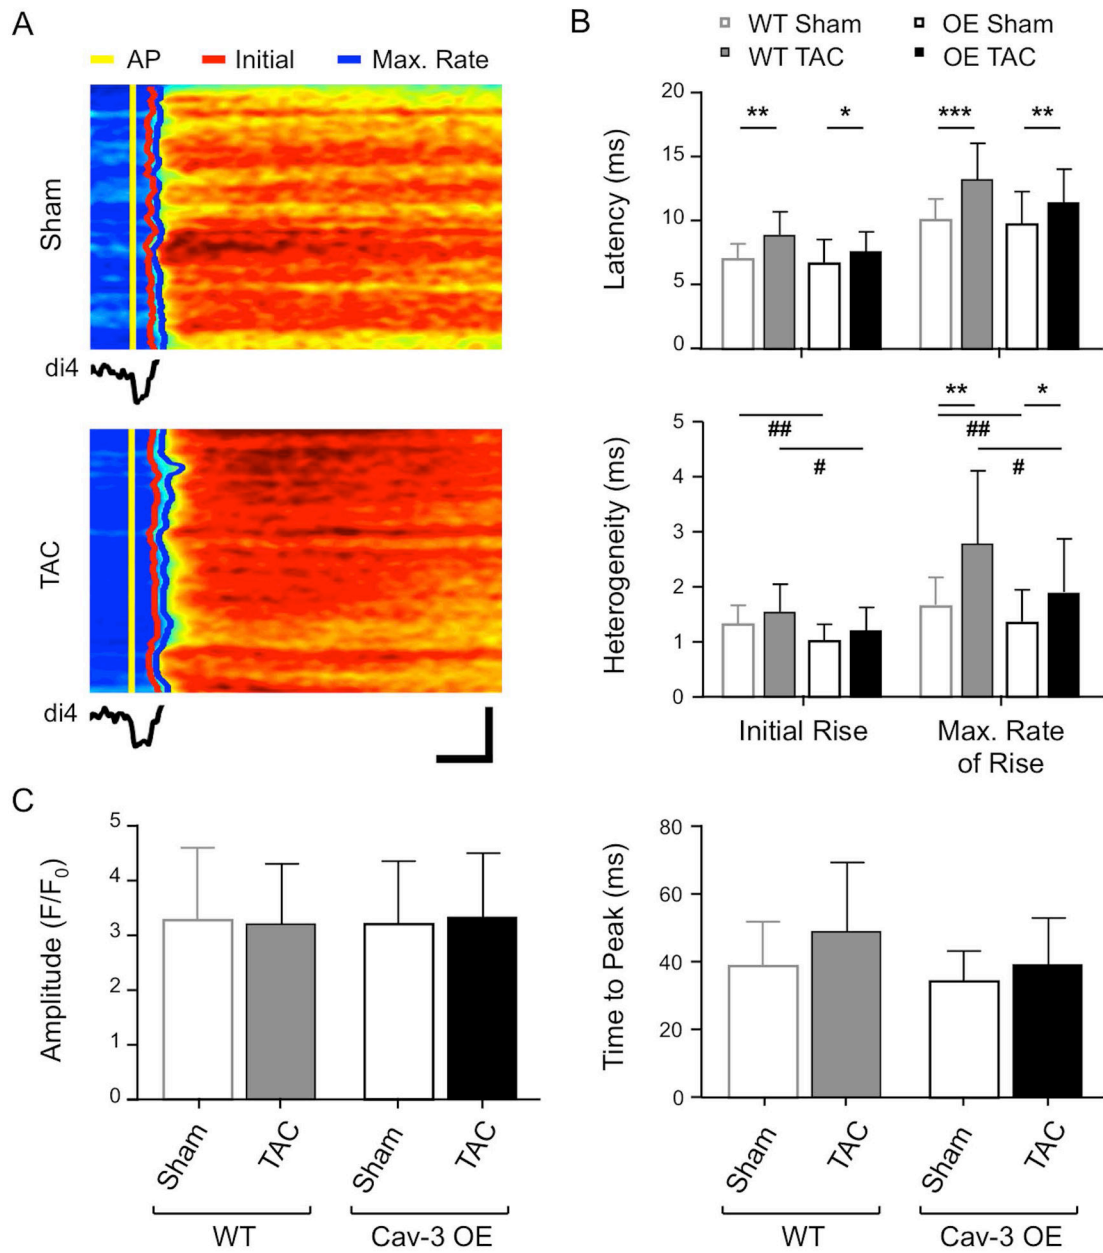 A
AP Initial Max. Rate
Sham
di4
TAC
di4
B
WT Sham OE Sham
WT TAC OE TAC
Latency (ms)
20
15
10
5
0
** * *** **
Heterogeneity (ms)
5
4
3
2
1
0
** *
## ##
# #
Initial Rise Max. Rate
of Rise
C
Amplitude (F/F₀)
5
4
3
2
1
0
Sham TAC Sham TAC
WT Cav-3 OE
Time to Peak (ms)
80
60
40
20
0
Sham TAC Sham TAC
WT Cav-3 OE